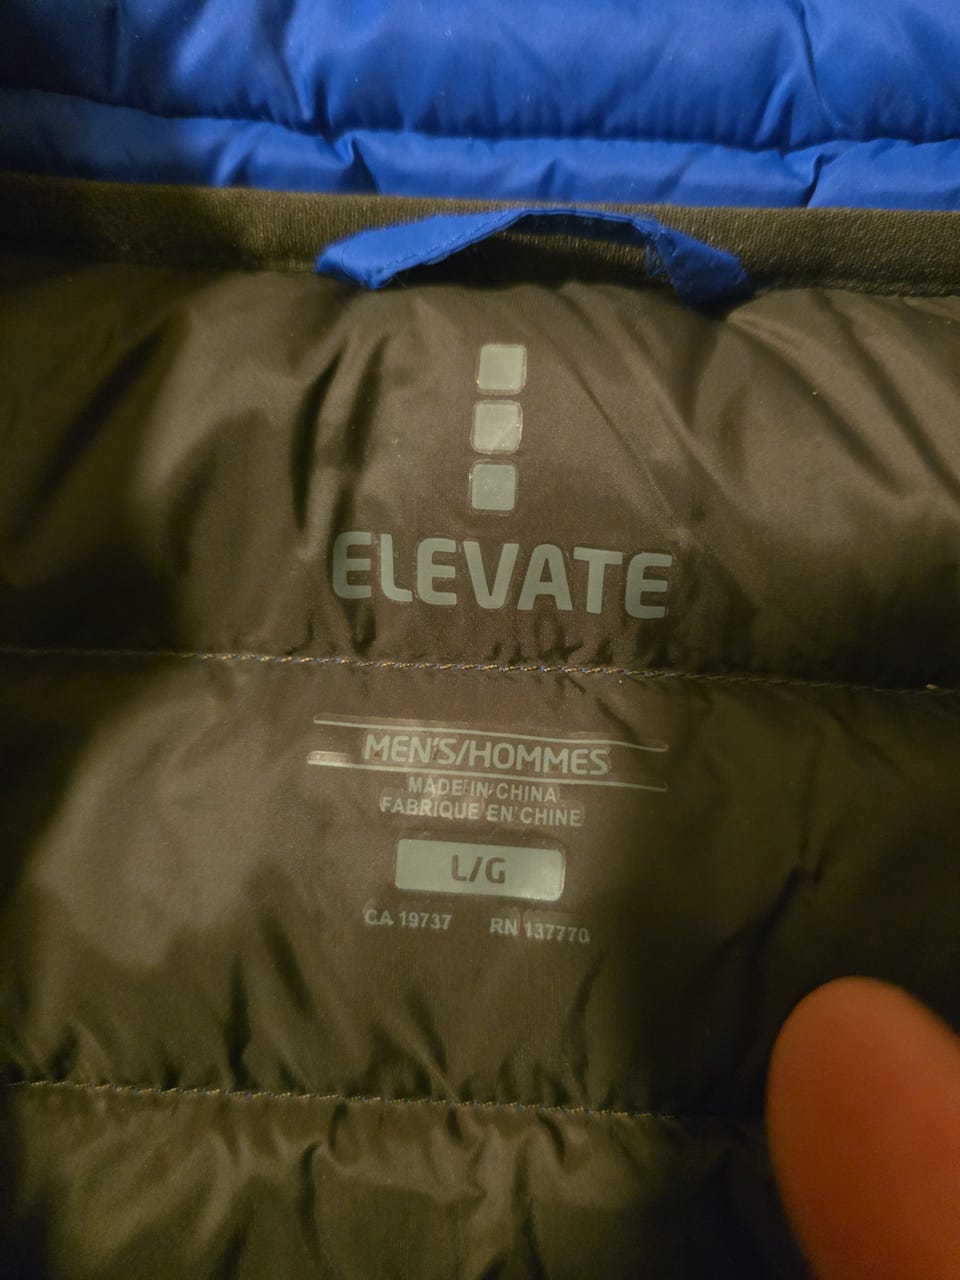 ELEVATE
MEN'S/HOMMES
MADE IN CHINA
FABRIQUE EN CHINE
L/G
CA 19737 RN 137770